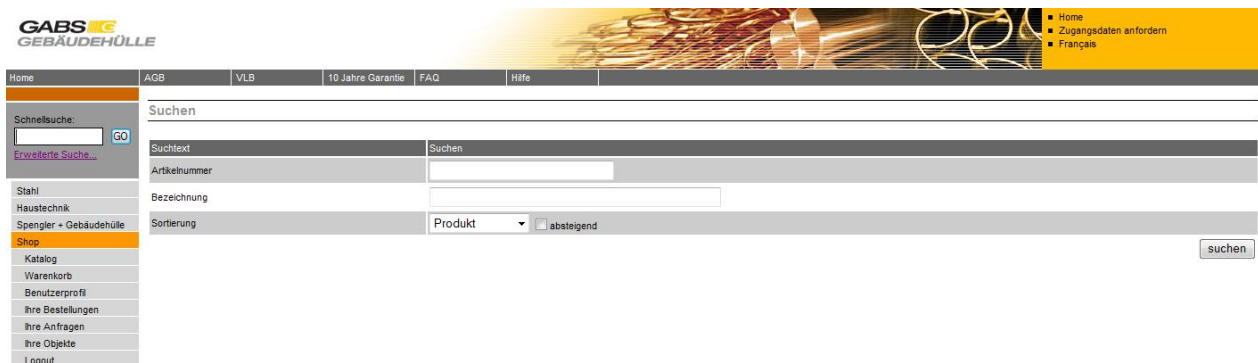 GABS G
GEBÄUDEHÜLLE
Home
Zugangsdaten anfordern
Français
Home AGB VLB 10 Jahre Garantie FAQ Hilfe
Schnellsuche:
GO
Erweiterte Suche...
Suchen
Suchtext Suchen
Artikelnummer
Bezeichnung
Sortierung Produkt absteigend
suchen
Stahl
Haustechnik
Spengler + Gebäudehülle
Shop
Katalog
Warenkorb
Benutzerprofil
Ihre Bestellungen
Ihre Anfragen
Ihre Objekte
Logout